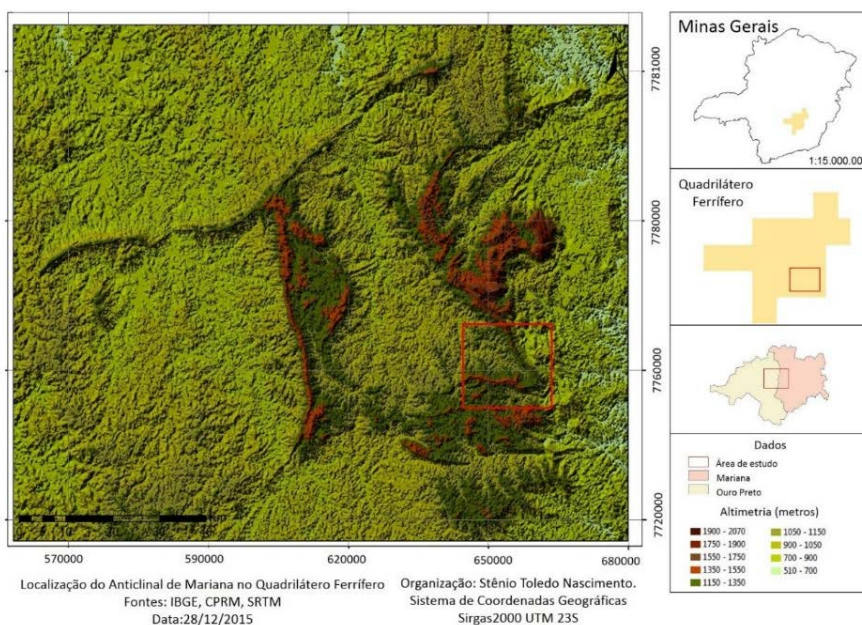 Minas Gerais
1:15.000.00
Quadrilátero
Ferrífero
Dados
Área de estudo
Mariana
Ouro Preto
Altimetria (metros)
1900 - 2070
1750 - 1900
1550 - 1750
1350 - 1550
1150 - 1350
1050 - 1150
900 - 1050
700 - 900
510 - 700
7781000
7780000
7760000
7720000
570000
590000
620000
650000
680000
Localização do Anticlinal de Mariana no Quadrilátero Ferrífero
Fontes: IBGE, CPRM, SRTM
Data:28/12/2015
Organização: Stênio Toledo Nascimento.
Sistema de Coordenadas Geográficas
Sirgas2000 UTM 23S